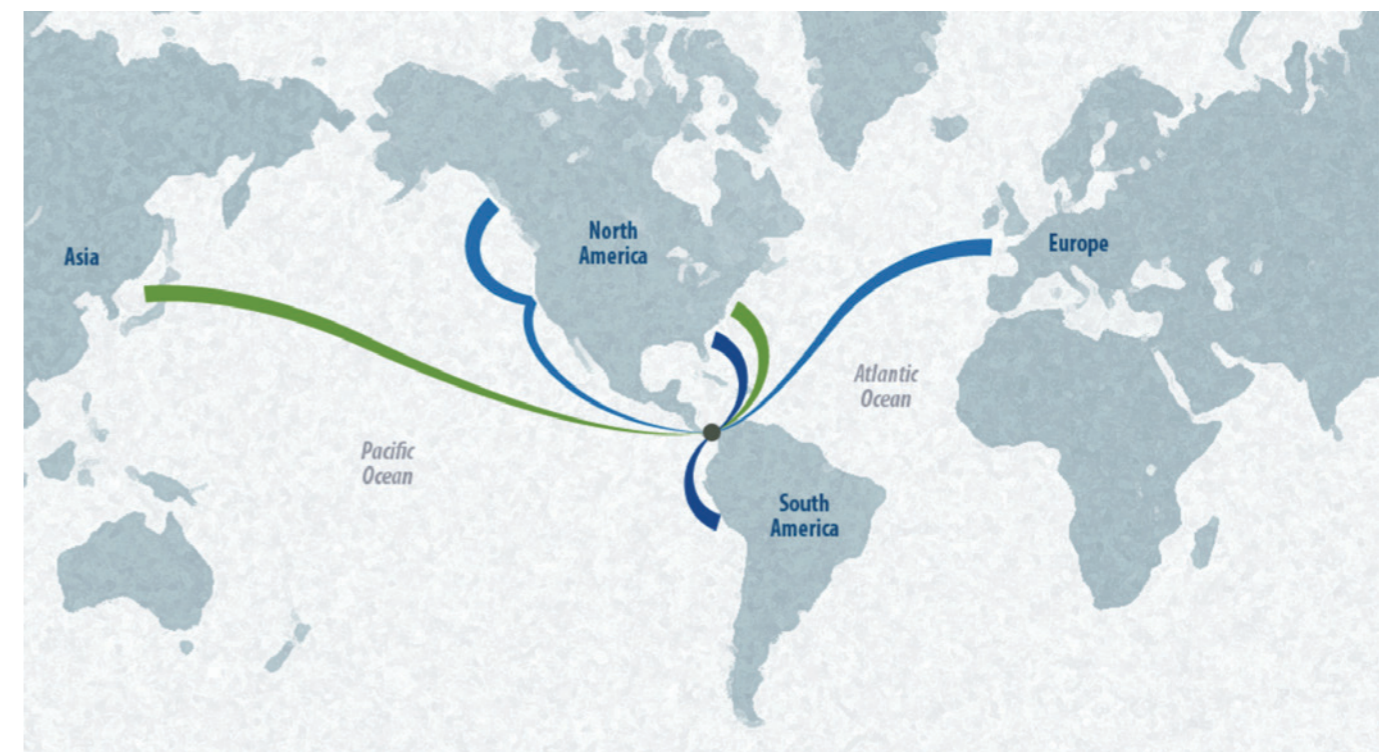 North
America
Asia
Europe
Atlantic
Ocean
Pacific
Ocean
South
America